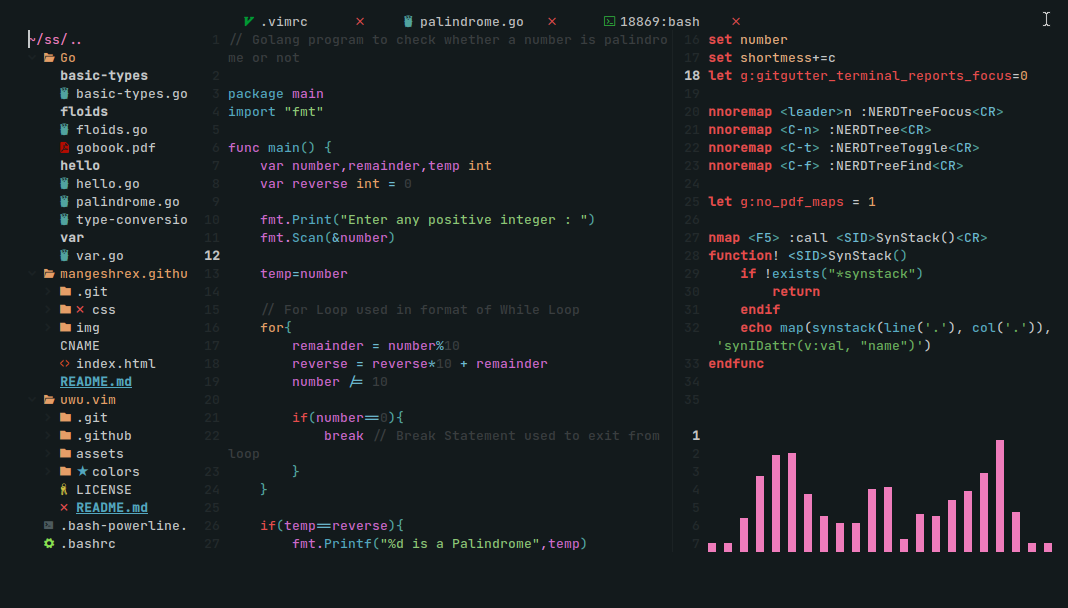 .vimrc × palindrome.go × 18869:bash ×
~/ss/..
Go
basic-types
basic-types.go
floids
floids.go
gobook.pdf
hello
hello.go
palindrome.go
type-conversio
var
var.go
mangeshrex.githu
.git
× css
img
CNAME
<> index.html
README.md
uwu.vim
.git
.github
assets
★ colors
LICENSE
× README.md
.bash-powerline.
.bashrc
1 // Golang program to check whether a number is palindro
me or not
2
3 package main
4 import "fmt"
5
6 func main() {
7 var number,remainder,temp int
8 var reverse int = 0
9
10 fmt.Print("Enter any positive integer : ")
11 fmt.Scan(&number)
12
13 temp=number
14
15 // For Loop used in format of While Loop
16 for{
17 remainder = number%10
18 reverse = reverse*10 + remainder
19 number /= 10
20
21 if(number==0){
22 break // Break Statement used to exit from
loop
23 }
24 }
25
26 if(temp==reverse){
27 fmt.Printf("%d is a Palindrome",temp)
16 set number
17 set shortmess+=c
18 let g:gitgutter_terminal_reports_focus=0
19
20 nnoremap <leader>n :NERDTreeFocus<CR>
21 nnoremap <C-n> :NERDTree<CR>
22 nnoremap <C-t> :NERDTreeToggle<CR>
23 nnoremap <C-f> :NERDTreeFind<CR>
24
25 let g:no_pdf_maps = 1
26
27 nmap <F5> :call <SID>SynStack()<CR>
28 function! <SID>SynStack()
29 if !exists("*synstack")
30 return
31 endif
32 echo map(synstack(line('.'), col('.')),
'synIDattr(v:val, "name")')
33 endfunc
34
35
1
2
3
4
5
6
7